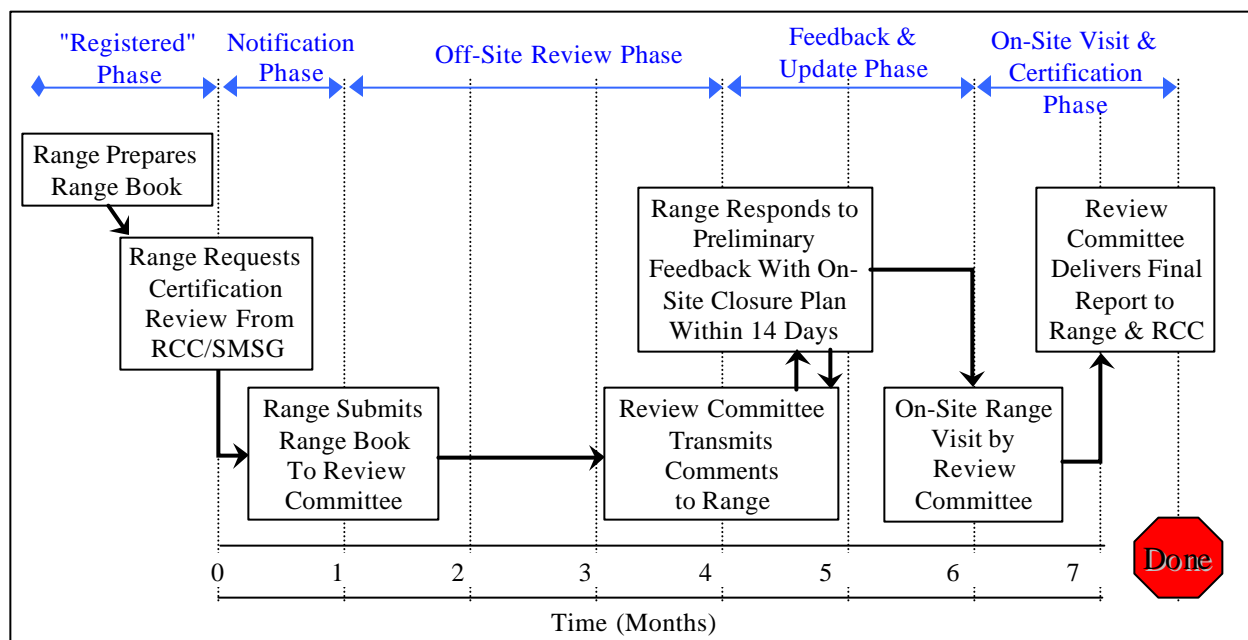 "Registered"
Phase
Notification
Phase
Off-Site Review Phase
Feedback &
Update Phase
On-Site Visit &
Certification
Phase
Range Prepares
Range Book
Range Requests
Certification
Review From
RCC/SMSG
Range Submits
Range Book
To Review
Committee
Review Committee
Transmits
Comments
to Range
Range Responds to
Preliminary
Feedback With On-
Site Closure Plan
Within 14 Days
On-Site Range
Visit by
Review
Committee
Review
Committee
Delivers Final
Report to
Range & RCC
Done
0 1 2 3 4 5 6 7
Time (Months)